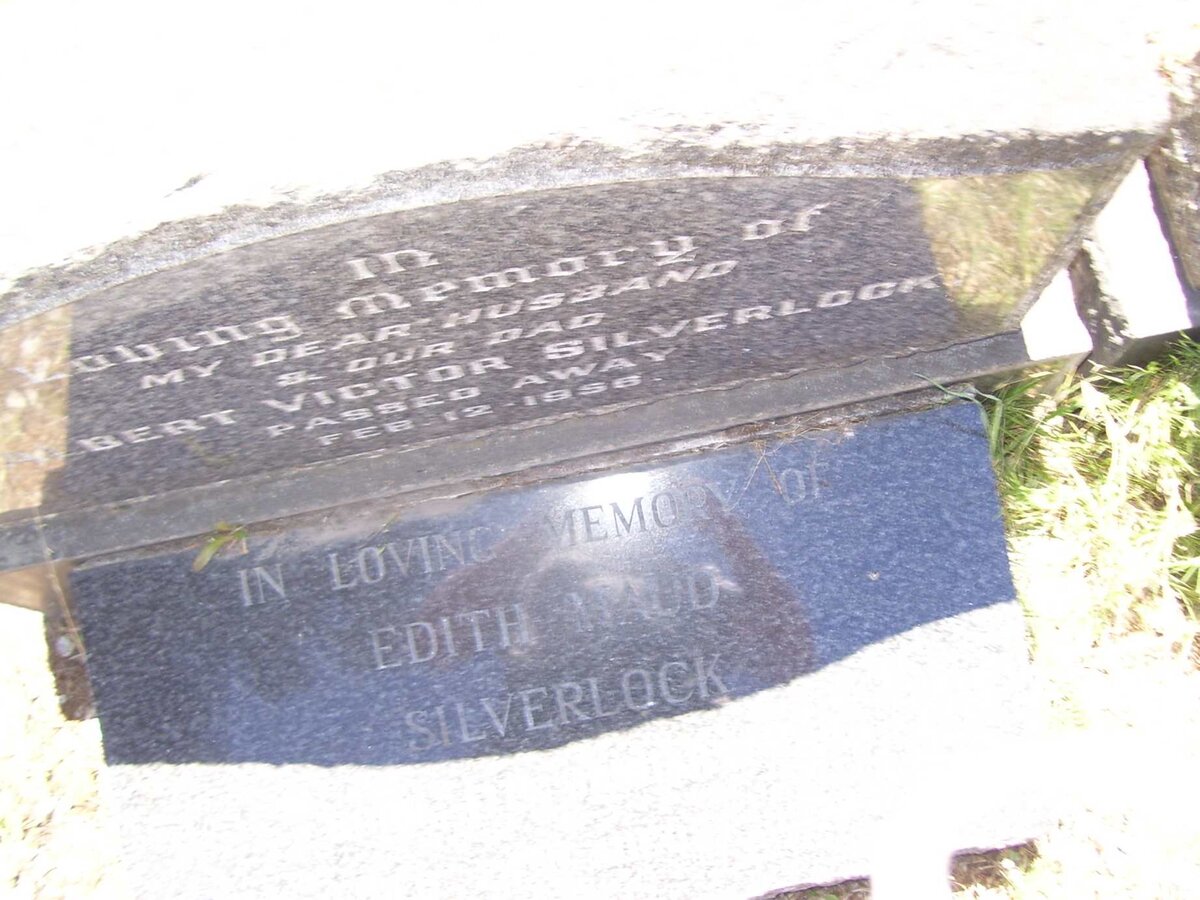 In
Loving Memory of
MY DEAR HUSBAND
& OUR DAD
BERT VICTOR SILVERLOCK
PASSED AWAY
FEB 12 1958
IN LOVING MEMORY OF
EDITH MAUD
SILVERLOCK